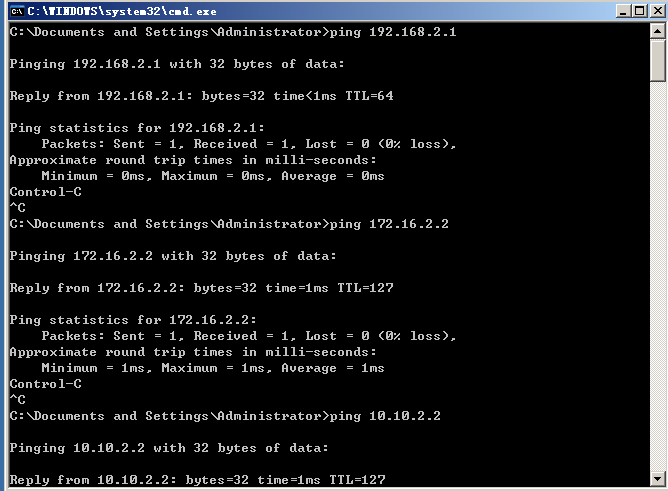 C:\WINDOWS\system32\cmd.exe
C:\Documents and Settings\Administrator>ping 192.168.2.1
Pinging 192.168.2.1 with 32 bytes of data:
Reply from 192.168.2.1: bytes=32 time<1ms TTL=64
Ping statistics for 192.168.2.1:
    Packets: Sent = 1, Received = 1, Lost = 0 (0% loss),
Approximate round trip times in milli-seconds:
    Minimum = 0ms, Maximum = 0ms, Average = 0ms
Control-C
^C
C:\Documents and Settings\Administrator>ping 172.16.2.2
Pinging 172.16.2.2 with 32 bytes of data:
Reply from 172.16.2.2: bytes=32 time=1ms TTL=127
Ping statistics for 172.16.2.2:
    Packets: Sent = 1, Received = 1, Lost = 0 (0% loss),
Approximate round trip times in milli-seconds:
    Minimum = 1ms, Maximum = 1ms, Average = 1ms
Control-C
^C
C:\Documents and Settings\Administrator>ping 10.10.2.2
Pinging 10.10.2.2 with 32 bytes of data:
Reply from 10.10.2.2: bytes=32 time=1ms TTL=127